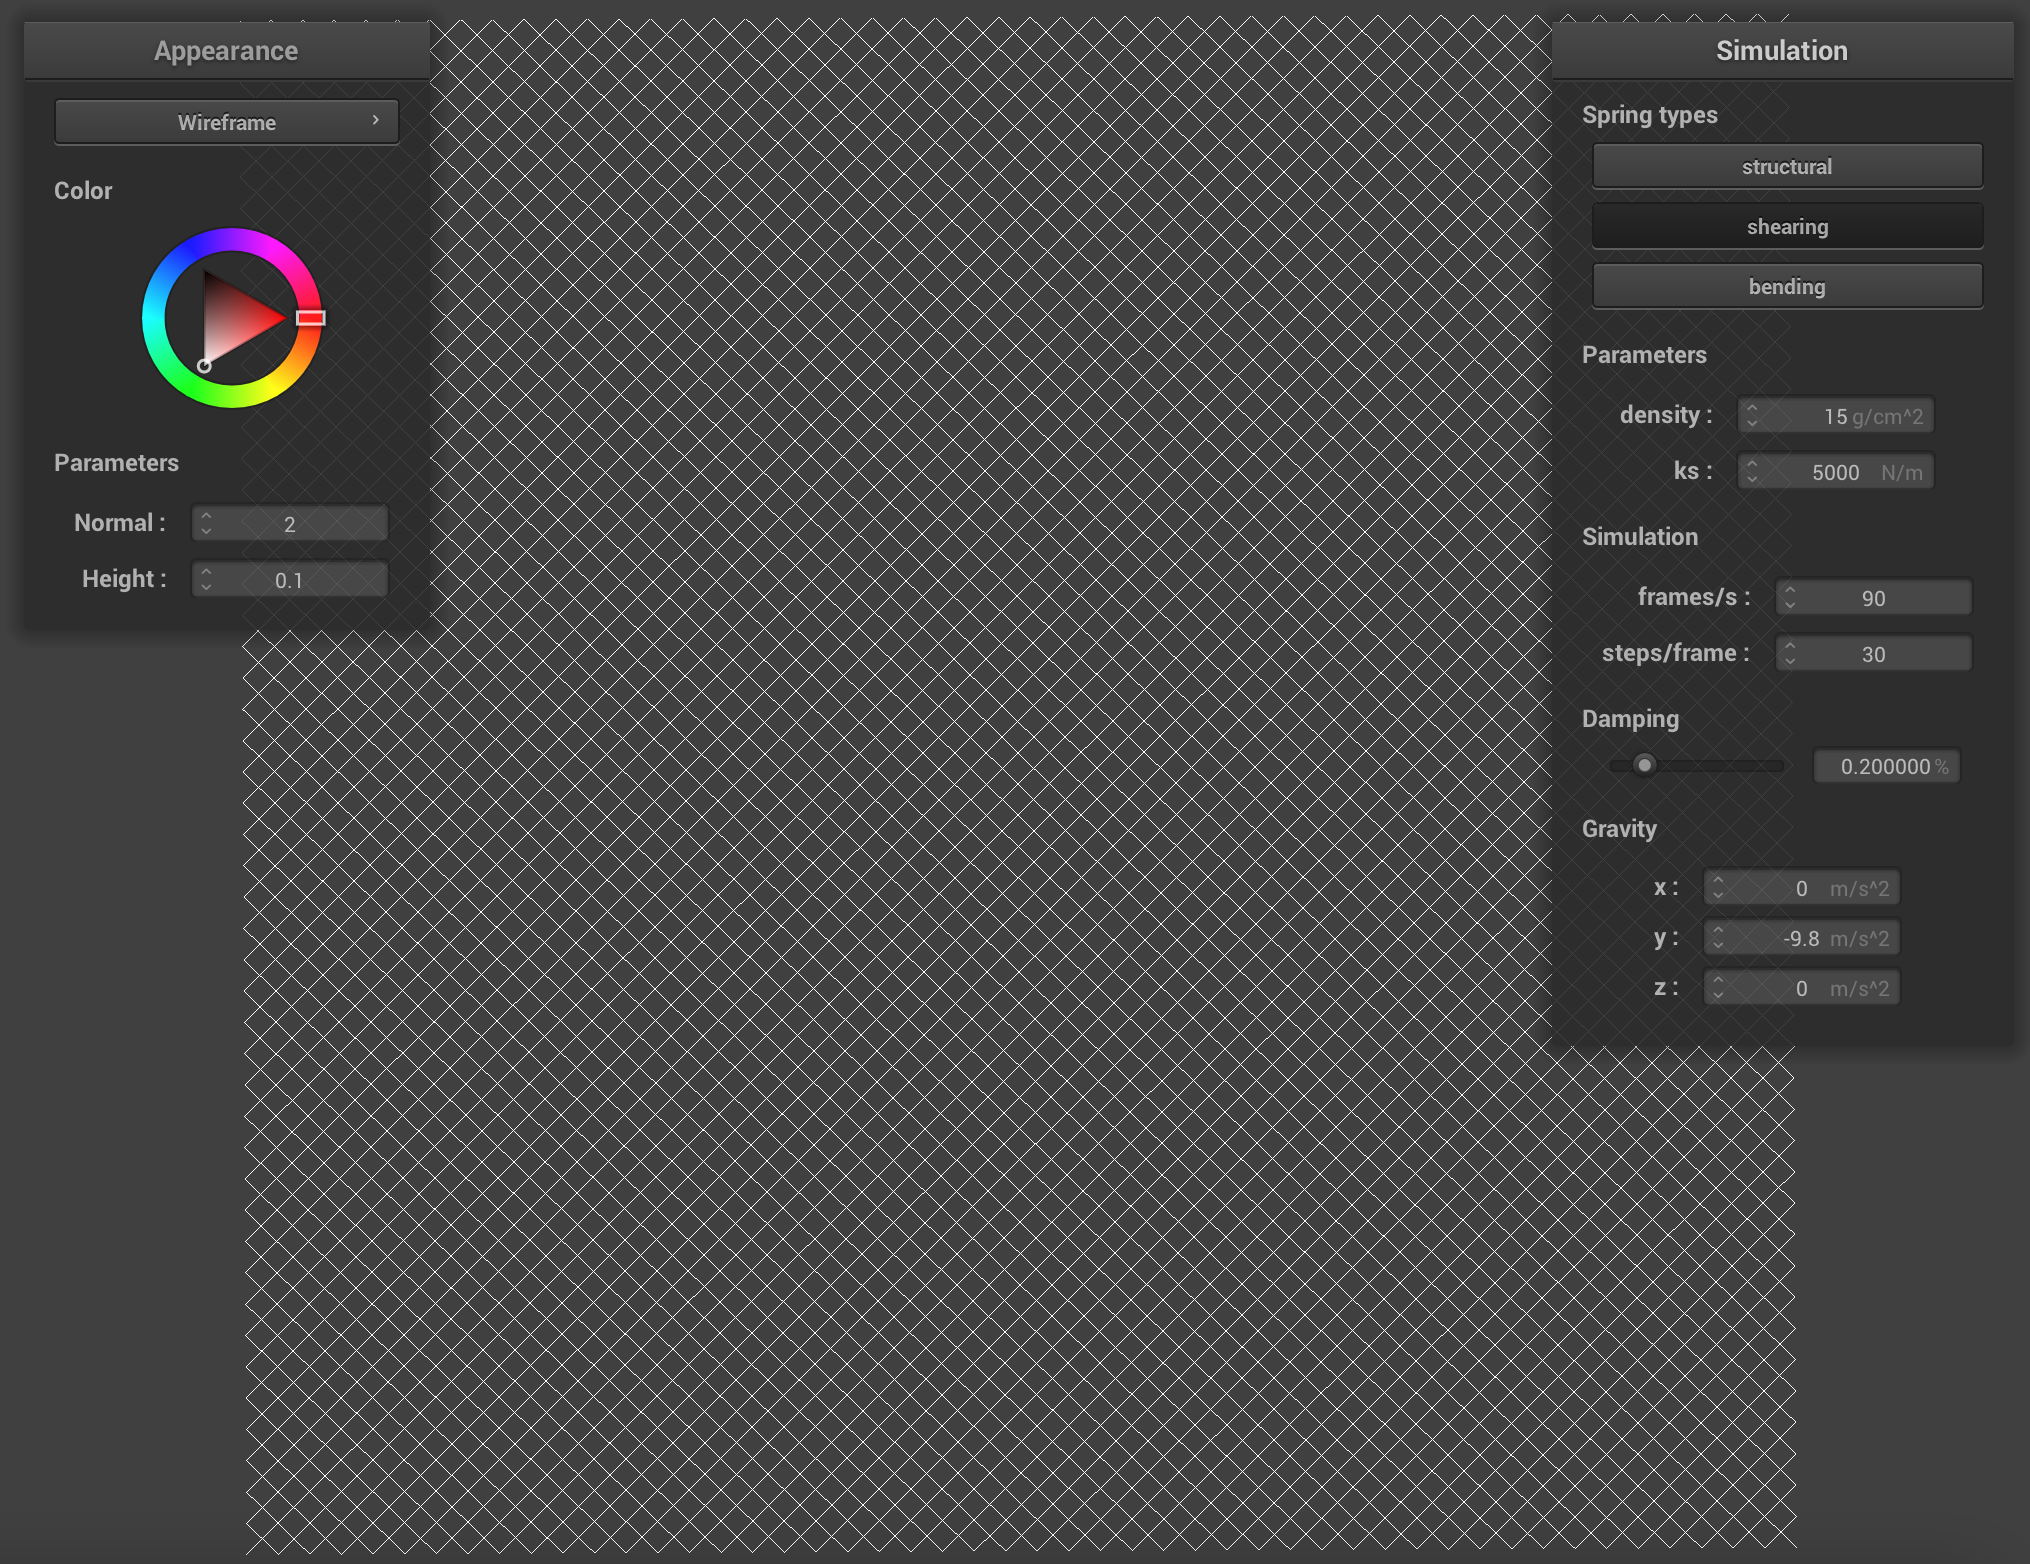 Appearance
Wireframe
Color
Parameters
Normal : 2
Height : 0.1
Simulation
Spring types
structural
shearing
bending
Parameters
density : 15 g/cm^2
ks : 5000 N/m
Simulation
frames/s : 90
steps/frame : 30
Damping
0.200000 %
Gravity
x : 0 m/s^2
y : -9.8 m/s^2
z : 0 m/s^2